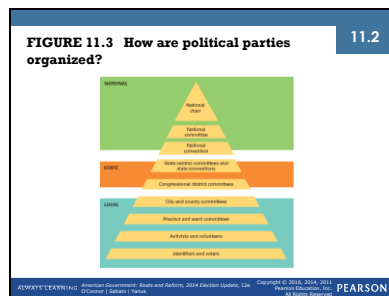 FIGURE 11.3 How are political parties
organized?
11.2
NATIONAL
National
chair
National
committee
National
convention
STATE
State central committees and
state conventions
Congressional district committees
LOCAL
City and county committees
Precinct and ward committees
Activists and volunteers
Identifiers and voters
ALWAYS LEARNING
American Government: Roots and Reform, 2014 Election Update, 12e
O'Connor | Sabato | Yanus
Copyright © 2016, 2014, 2011
Pearson Education, Inc.
All Rights Reserved
PEARSON